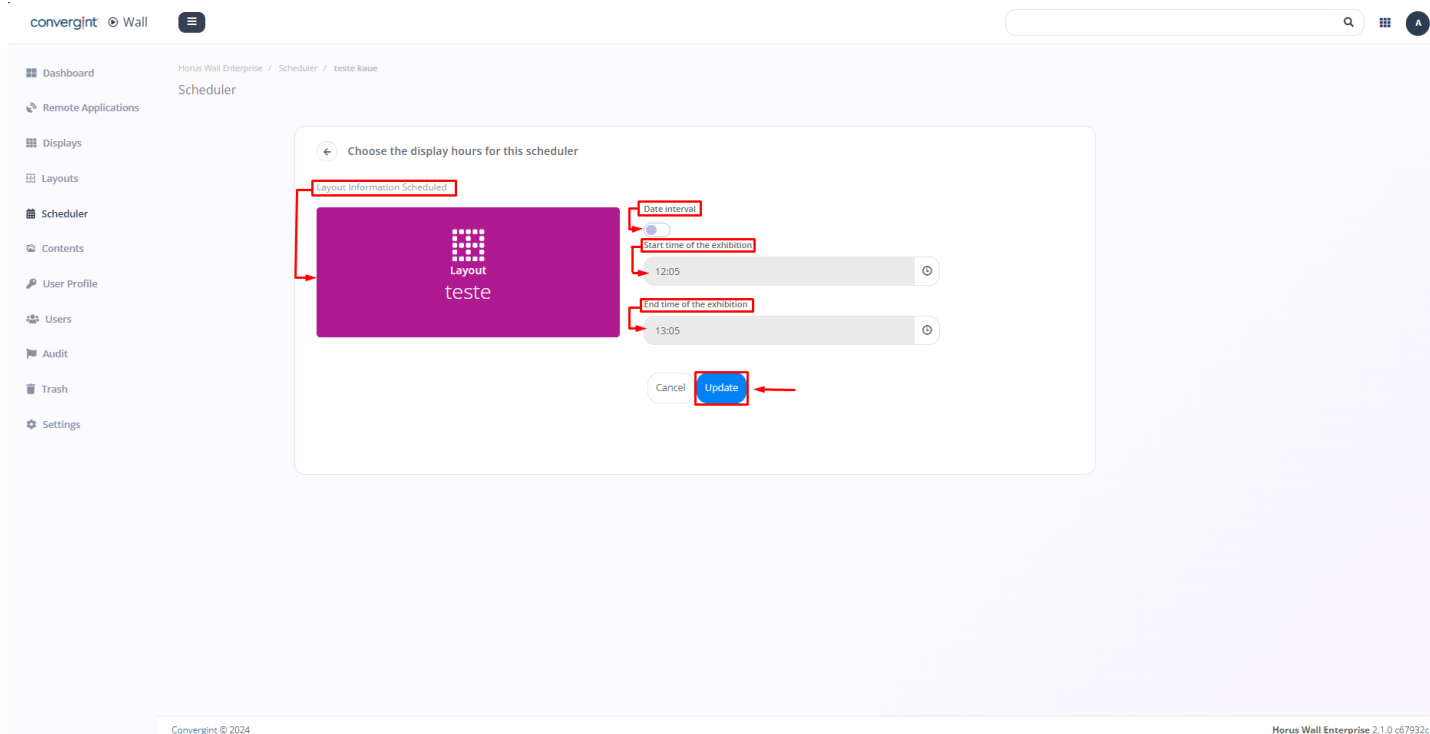 convergint Wall
A
Dashboard
Remote Applications
Displays
Layouts
Scheduler
Contents
User Profile
Users
Audit
Trash
Settings
Horus Wall Enterprise / Scheduler / teste kaue
Scheduler
Choose the display hours for this scheduler
Layout Information Scheduled
Layout
teste
Date interval
Start time of the exhibition
12:05
End time of the exhibition
13:05
Cancel Update
Convergint © 2024
Horus Wall Enterprise 2.1.0 c67932c